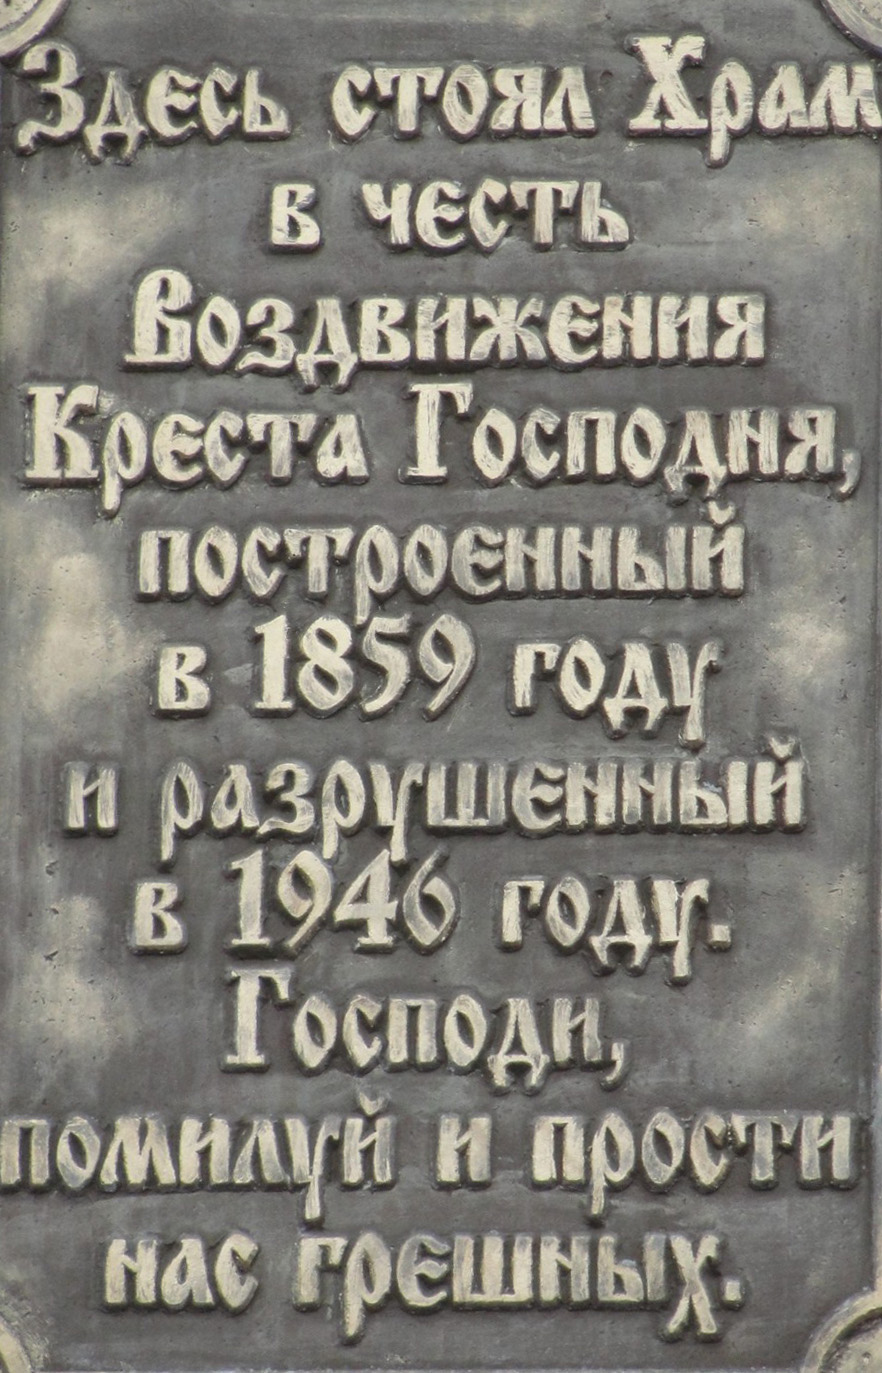 Здесь стоял Храм
в честь
Воздвижения
Креста Господня,
построенный
в 1859 году
и разрушенный
в 1946 году.
Господи,
помилуй и прости
нас грешных.